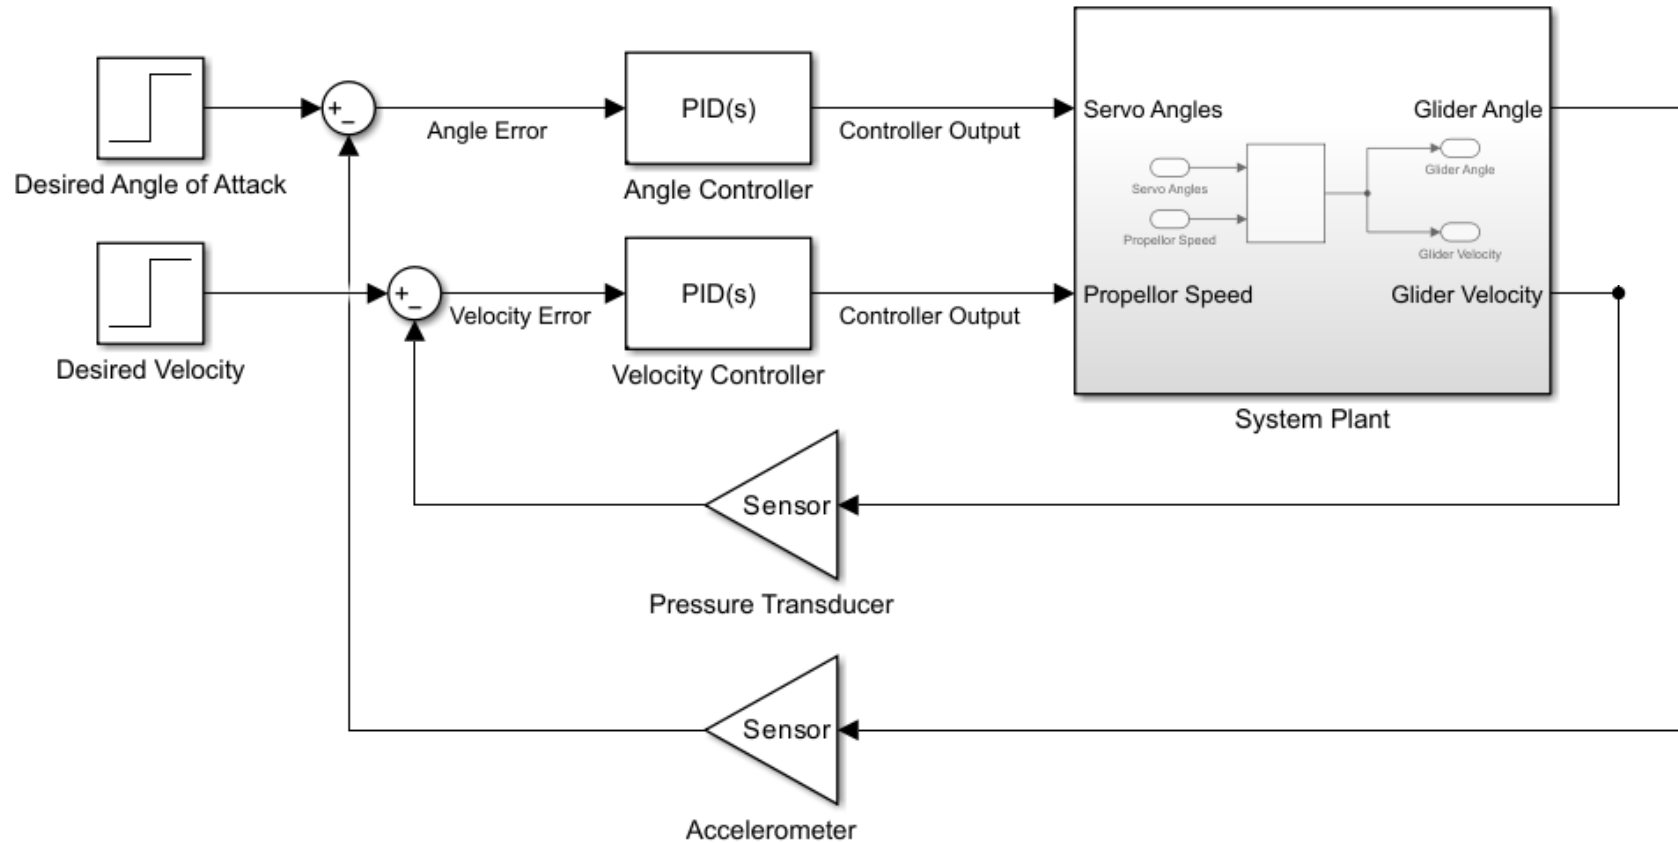 Desired Angle of Attack
+
−
Angle Error
PID(s)
Angle Controller
Controller Output
Servo Angles
Glider Angle
Servo Angles
Propellor Speed
Glider Angle
Glider Velocity
Desired Velocity
+
−
Velocity Error
PID(s)
Velocity Controller
Controller Output
Propellor Speed
Glider Velocity
System Plant
Sensor
Pressure Transducer
Sensor
Accelerometer